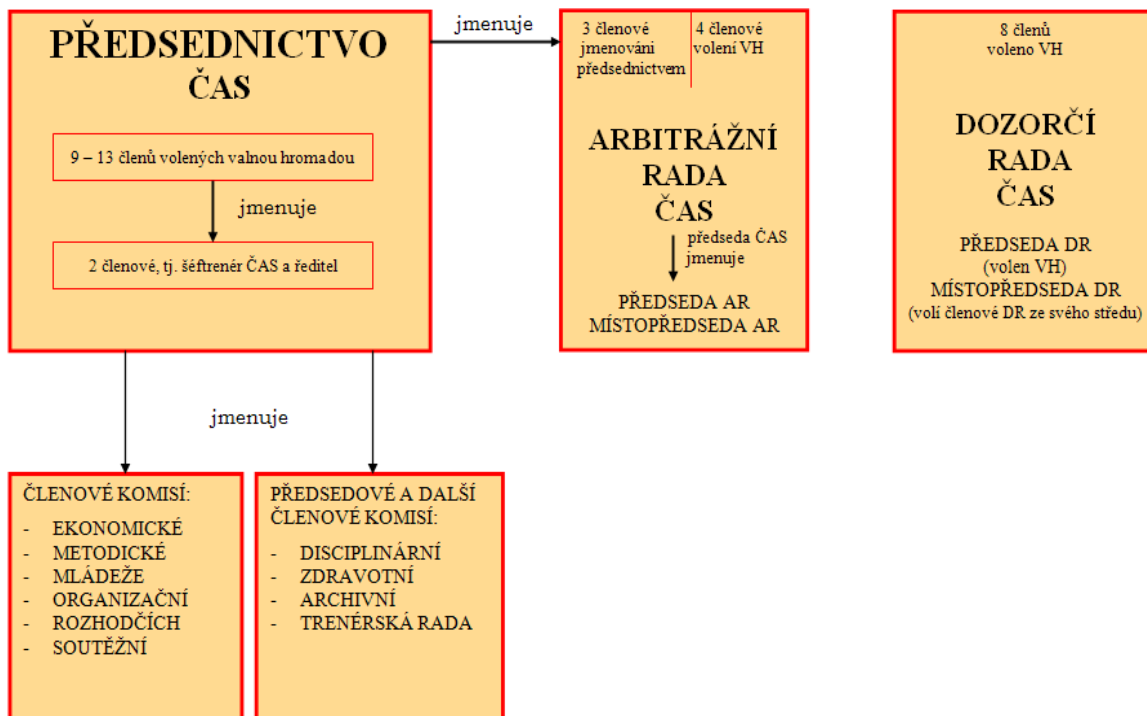 PŘEDSEDNICTVO
ČAS
9 – 13 členů volených valnou hromadou
jmenuje
2 členové, tj. šéftrenér ČAS a ředitel
jmenuje
3 členové
jmenováni
předsednictvem
4 členové
volení VH
ARBITRÁŽNÍ
RADA
ČAS
předseda ČAS
jmenuje
PŘEDSEDA AR
MÍSTOPŘEDSEDA AR
8 členů
voleno VH
DOZORČÍ
RADA
ČAS
PŘEDSEDA DR
(volen VH)
MÍSTOPŘEDSEDA DR
(volí členové DR ze svého středu)
jmenuje
ČLENOVÉ KOMISÍ:
- EKONOMICKÉ
- METODICKÉ
- MLÁDEŽE
- ORGANIZAČNÍ
- ROZHODČÍCH
- SOUTĚŽNÍ
PŘEDSEDOVÉ A DALŠÍ
ČLENOVÉ KOMISÍ:
- DISCIPLINÁRNÍ
- ZDRAVOTNÍ
- ARCHIVNÍ
- TRENÉRSKÁ RADA